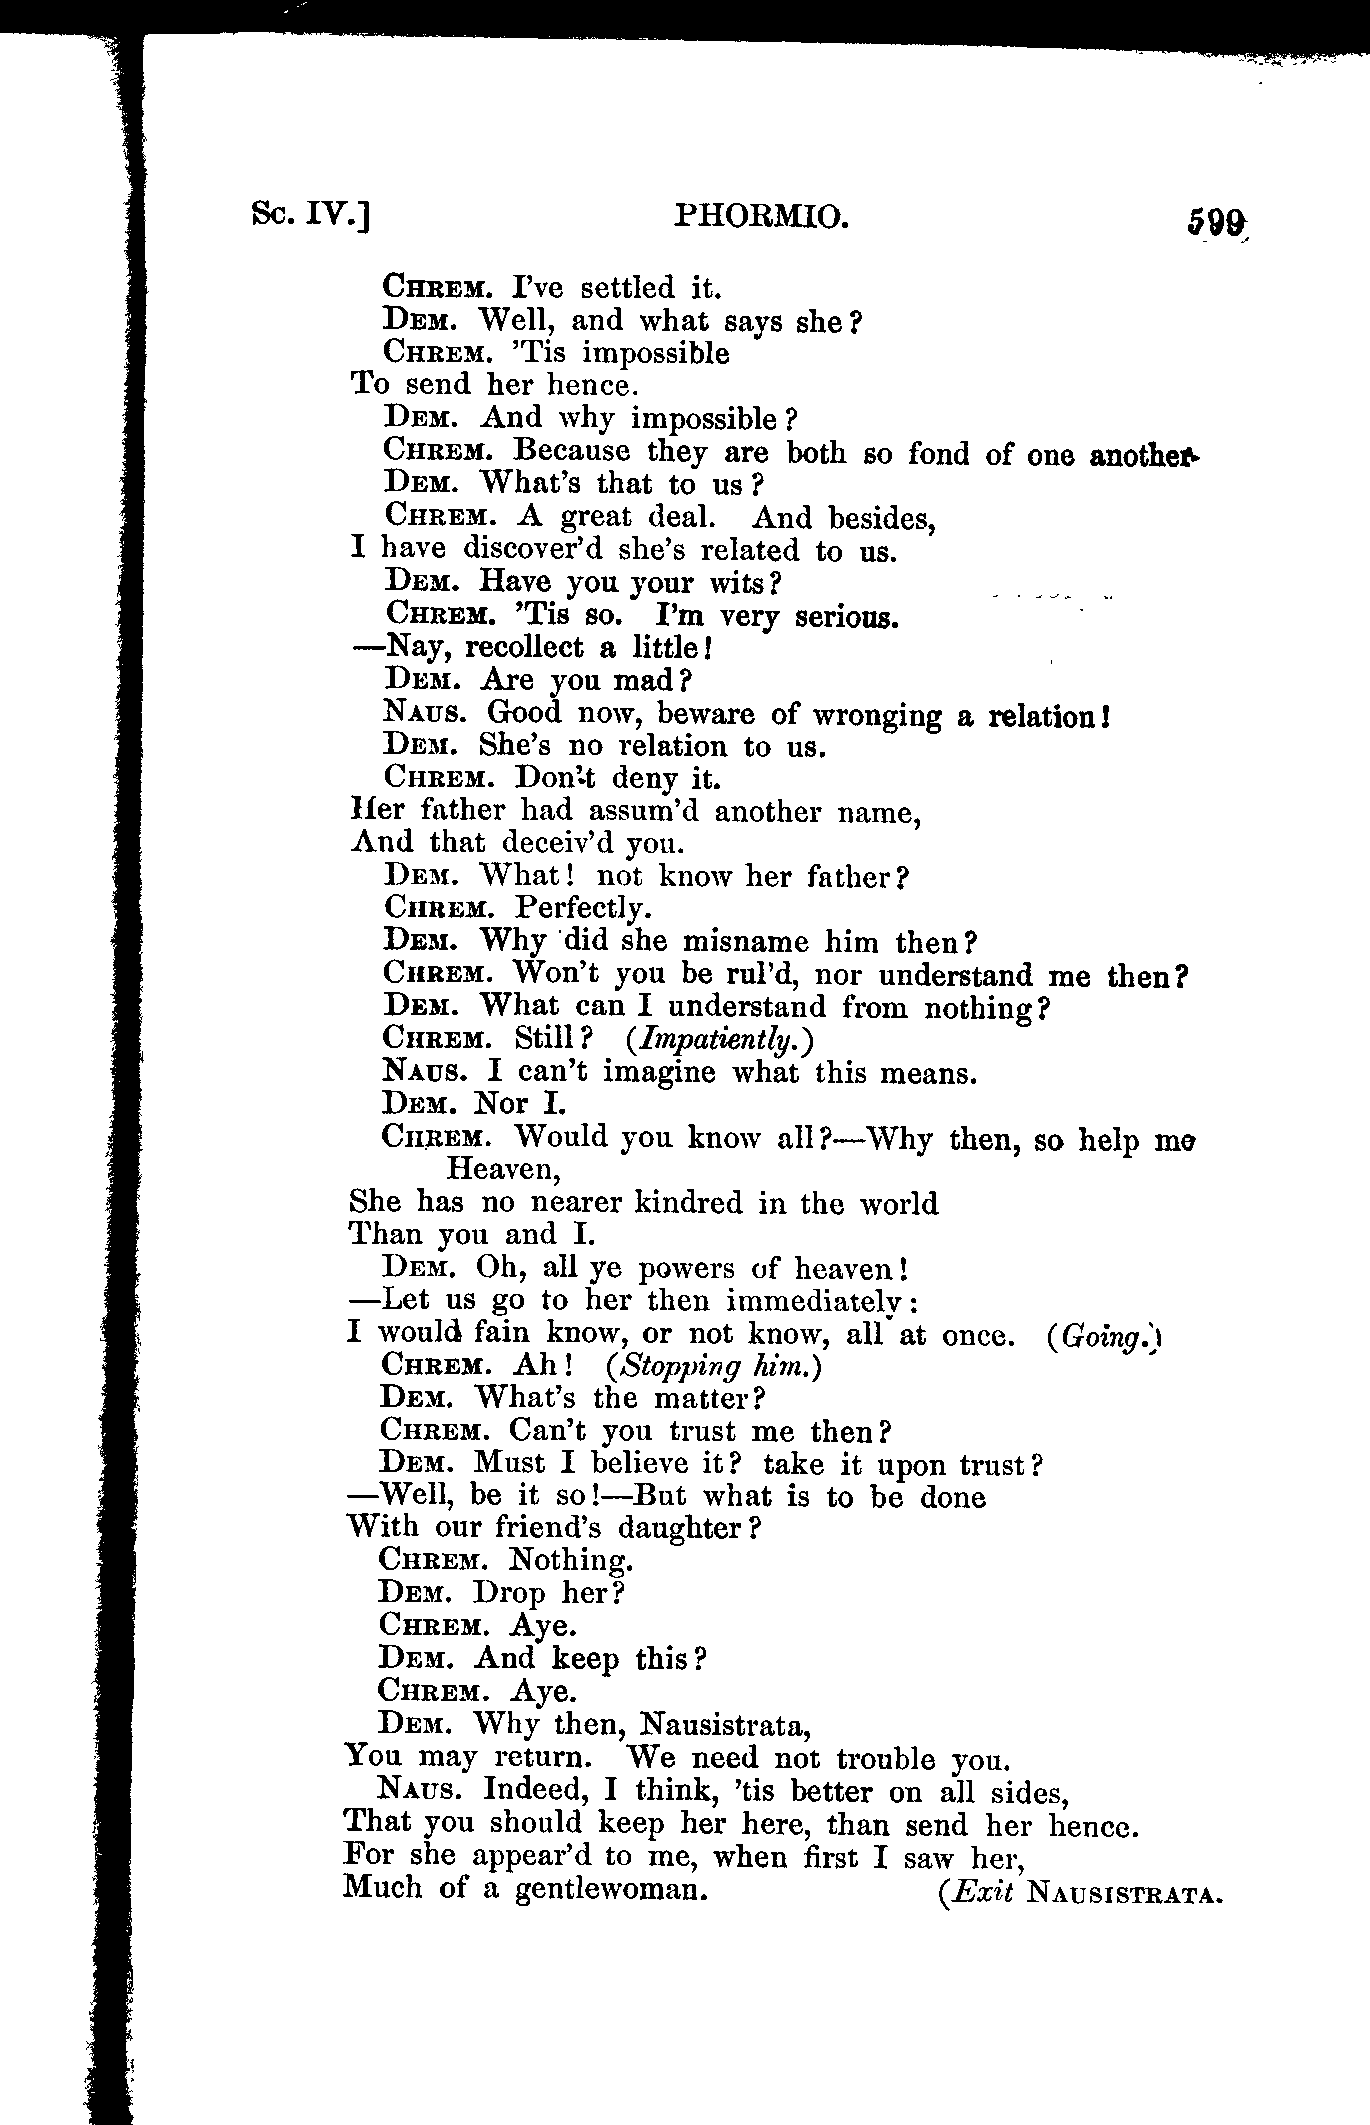 Sc. IV.] PHORMIO. 599
CHREM. I've settled it.
DEM. Well, and what says she?
CHREM. 'Tis impossible
To send her hence.
DEM. And why impossible?
CHREM. Because they are both so fond of one another.
DEM. What's that to us?
CHREM. A great deal. And besides,
I have discover'd she's related to us.
DEM. Have you your wits?
CHREM. 'Tis so. I'm very serious.
—Nay, recollect a little!
DEM. Are you mad?
NAUS. Good now, beware of wronging a relation!
DEM. She's no relation to us.
CHREM. Don't deny it.
Her father had assum'd another name,
And that deceiv'd you.
DEM. What! not know her father?
CHREM. Perfectly.
DEM. Why did she misname him then?
CHREM. Won't you be rul'd, nor understand me then?
DEM. What can I understand from nothing?
CHREM. Still? (Impatiently.)
NAUS. I can't imagine what this means.
DEM. Nor I.
CHREM. Would you know all?—Why then, so help me
Heaven,
She has no nearer kindred in the world
Than you and I.
DEM. Oh, all ye powers of heaven!
—Let us go to her then immediately:
I would fain know, or not know, all at once. (Going.)
CHREM. Ah! (Stopping him.)
DEM. What's the matter?
CHREM. Can't you trust me then?
DEM. Must I believe it? take it upon trust?
—Well, be it so!—But what is to be done
With our friend's daughter?
CHREM. Nothing.
DEM. Drop her?
CHREM. Aye.
DEM. And keep this?
CHREM. Aye.
DEM. Why then, Nausistrata,
You may return. We need not trouble you.
NAUS. Indeed, I think, 'tis better on all sides,
That you should keep her here, than send her hence.
For she appear'd to me, when first I saw her,
Much of a gentlewoman. (Exit NAUSISTRATA.